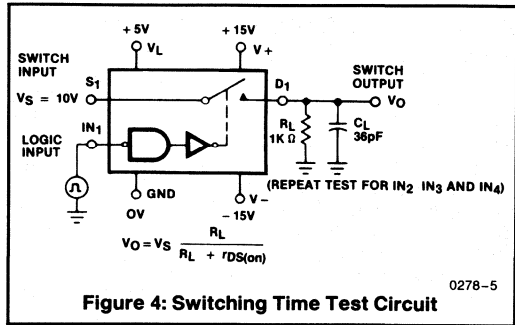 + 5V
VL
+ 15V
V +
SWITCH INPUT
S1
VS = 10V
LOGIC INPUT
IN1
D1
SWITCH OUTPUT
VO
RL
1K Ω
CL
36pF
GND
OV
V -
- 15V
(REPEAT TEST FOR IN2 IN3 AND IN4)
VO = VS RL / RL + rDS(on)
0278-5
Figure 4: Switching Time Test Circuit